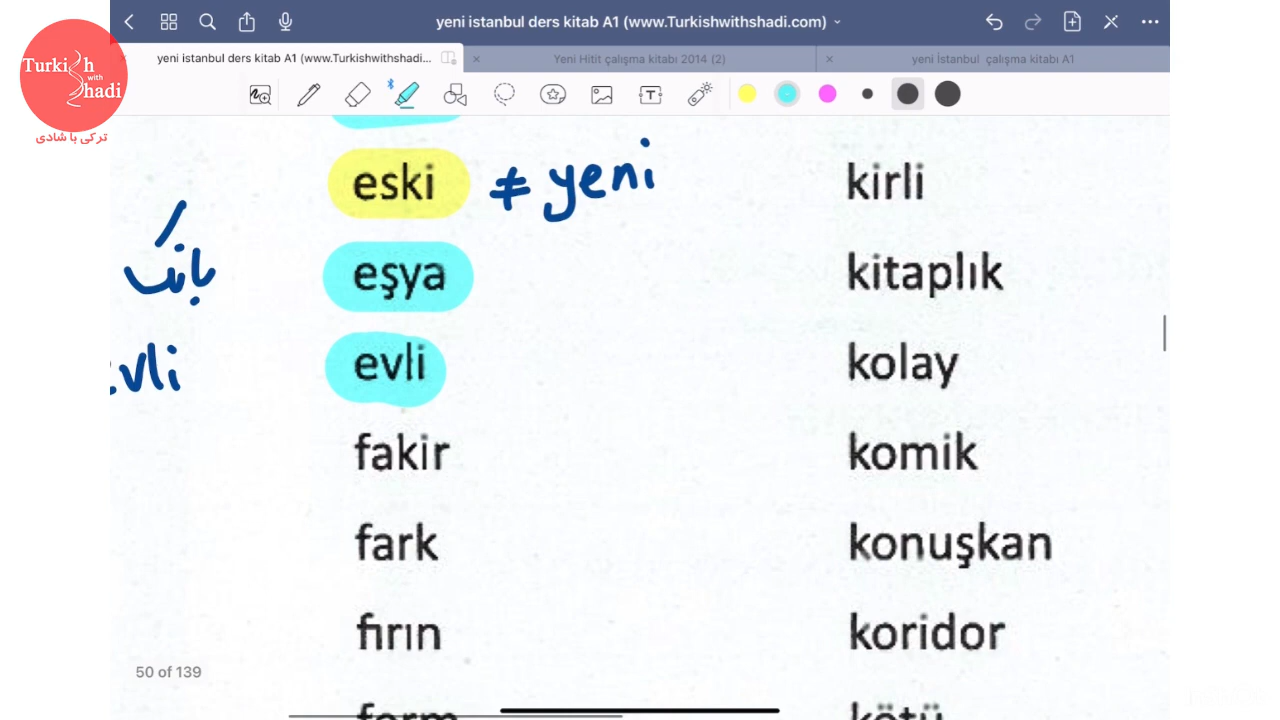 yeni istanbul ders kitab A1 (www.Turkishwithshadi.com)
yeni istanbul ders kitab A1 (www.Turkishwithshadi...
Yeni Hitit çalışma kitabı 2014 (2)
yeni İstanbul çalışma kitabı A1
Turkish
with
Shadi
ترکی با شادی
eski ≠ yeni
kirli
eşya
kitaplık
evli
evli
kolay
fakir
komik
fark
konuşkan
fırın
koridor
50 of 139
form
kötü